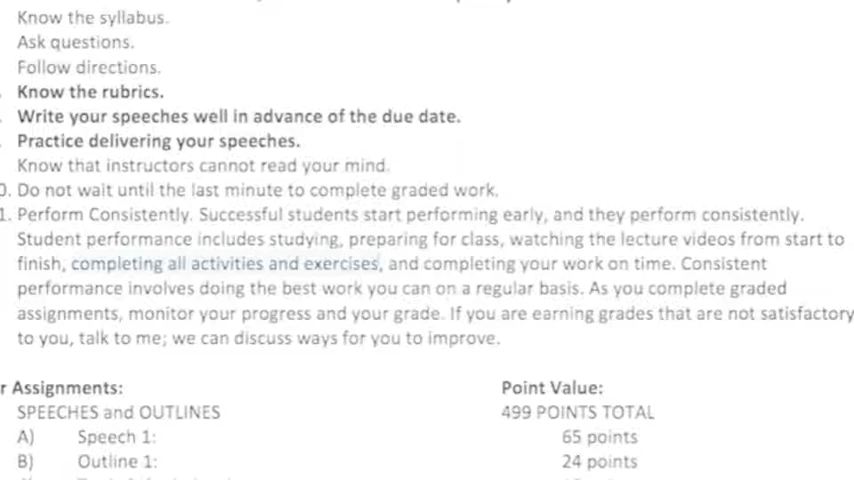 Know the syllabus.
Ask questions.
Follow directions.
Know the rubrics.
Write your speeches well in advance of the due date.
Practice delivering your speeches.
Know that instructors cannot read your mind.
0. Do not wait until the last minute to complete graded work.
1. Perform Consistently. Successful students start performing early, and they perform consistently.
Student performance includes studying, preparing for class, watching the lecture videos from start to
finish, completing all activities and exercises, and completing your work on time. Consistent
performance involves doing the best work you can on a regular basis. As you complete graded
assignments, monitor your progress and your grade. If you are earning grades that are not satisfactory
to you, talk to me; we can discuss ways for you to improve.
r Assignments: Point Value:
SPEECHES and OUTLINES 499 POINTS TOTAL
A) Speech 1: 65 points
B) Outline 1: 24 points